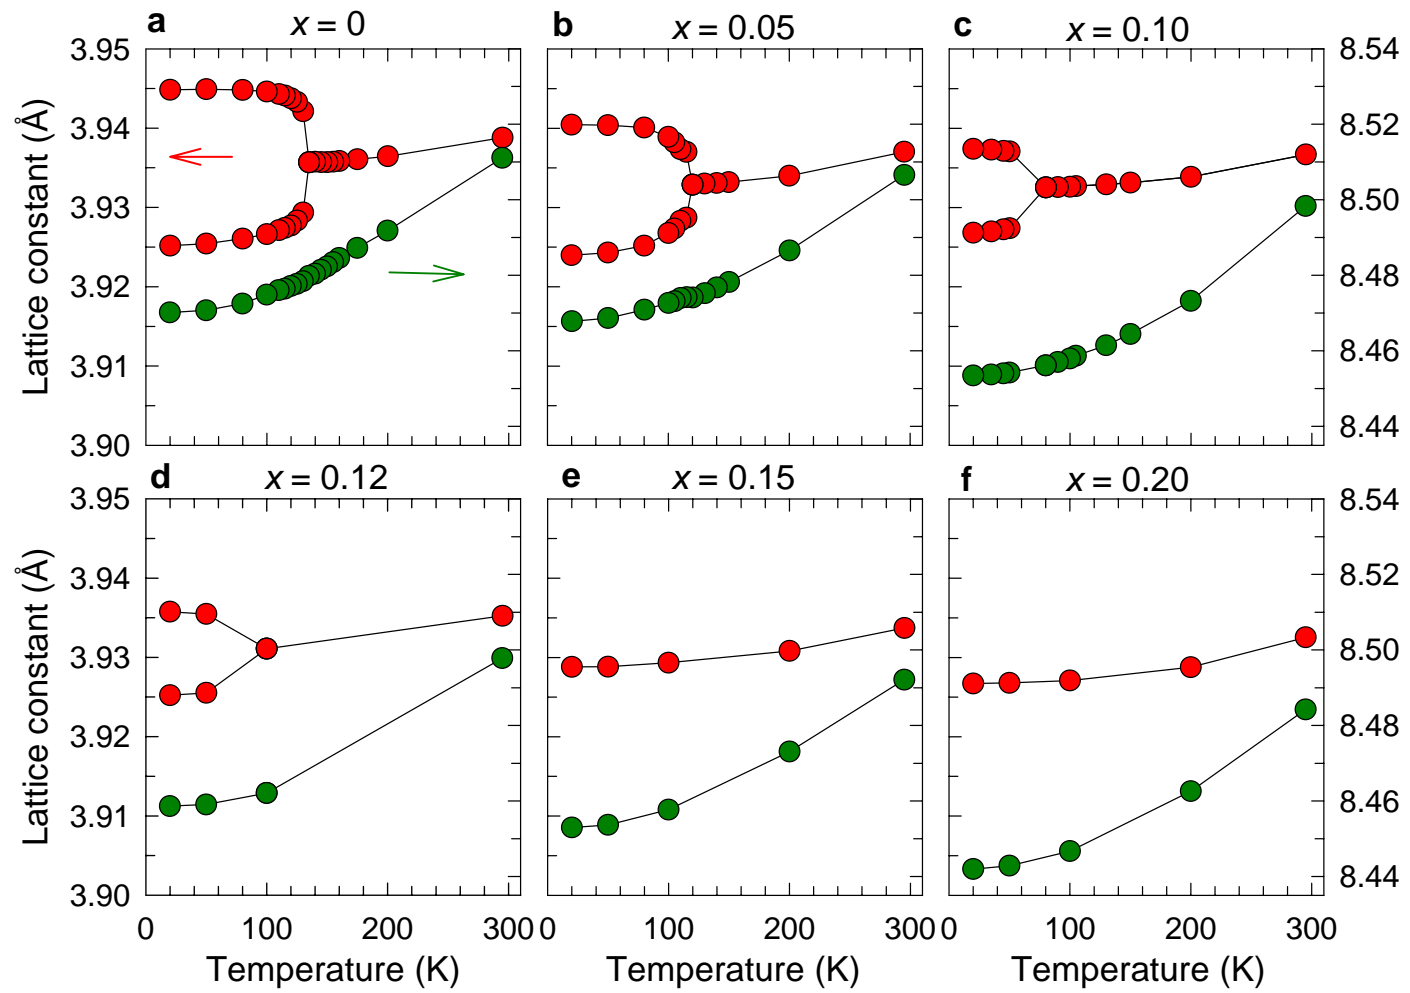 a x = 0
b x = 0.05
c x = 0.10
3.95
3.94
3.93
3.92
3.91
3.90
Lattice constant (Å)
8.54
8.52
8.50
8.48
8.46
8.44
d x = 0.12
e x = 0.15
f x = 0.20
3.95
3.94
3.93
3.92
3.91
3.90
Lattice constant (Å)
8.54
8.52
8.50
8.48
8.46
8.44
0 100 200 300 0 100 200 300 0 100 200 300
Temperature (K) Temperature (K) Temperature (K)